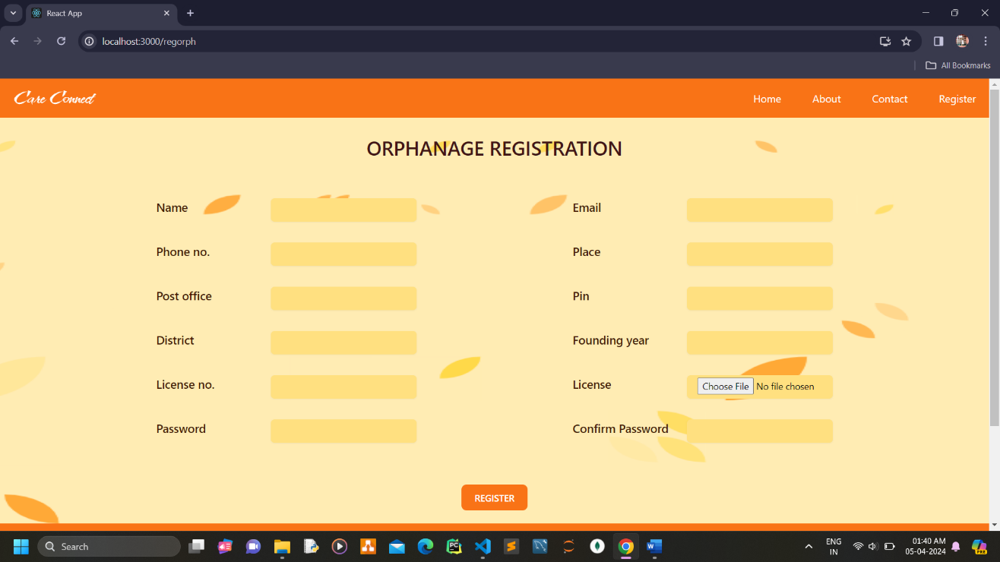 React App
localhost:3000/regorph
All Bookmarks
Care Connect
Home About Contact Register
ORPHANAGE REGISTRATION
Name Email
Phone no. Place
Post office Pin
District Founding year
License no. License Choose File No file chosen
Password Confirm Password
REGISTER
Search
ENG
IN
01:40 AM
05-04-2024